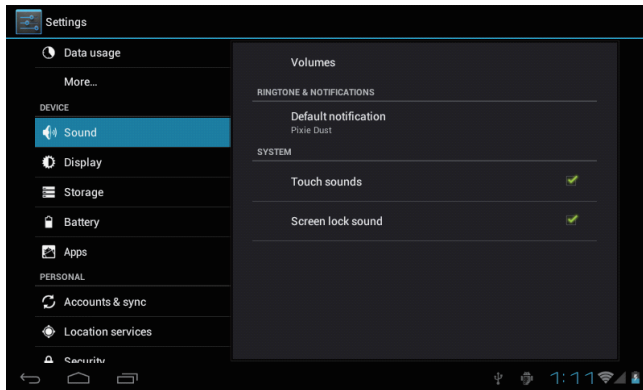 Settings
Data usage
More...
DEVICE
Sound
Display
Storage
Battery
Apps
PERSONAL
Accounts & sync
Location services
Security
Volumes
RINGTONE & NOTIFICATIONS
Default notification
Pixie Dust
SYSTEM
Touch sounds
Screen lock sound
1:11